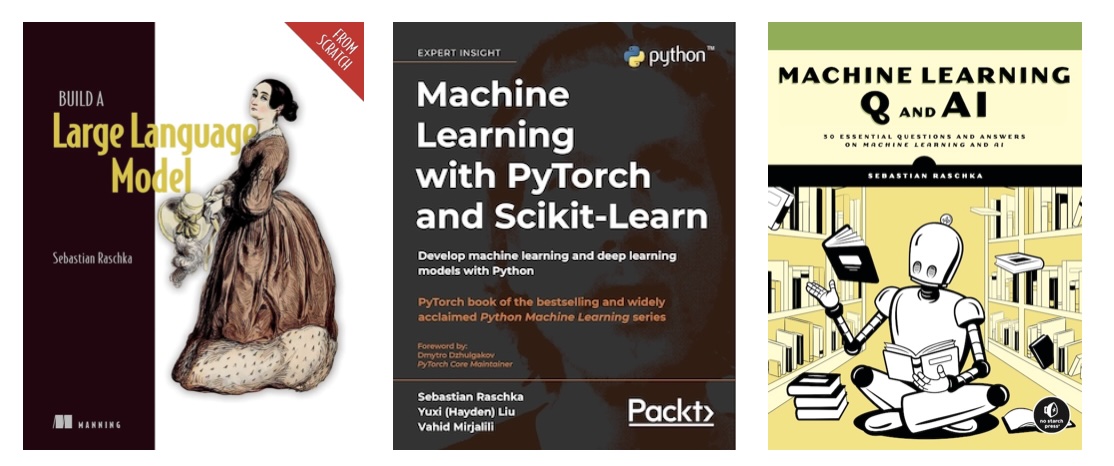 FROM
SCRATCH
BUILD A
Large Language
Model
Sebastian Raschka
MANNING
EXPERT INSIGHT
python™
Machine
Learning
with PyTorch
and Scikit-Learn
Develop machine learning and deep learning
models with Python
PyTorch book of the bestselling and widely
acclaimed Python Machine Learning series
Foreword by:
Dmytro Dzhulgakov
PyTorch Core Maintainer
Sebastian Raschka
Yuxi (Hayden) Liu
Vahid Mirjalili
Packt>
MACHINE LEARNING
Q AND AI
30 ESSENTIAL QUESTIONS AND ANSWERS
ON MACHINE LEARNING AND AI
SEBASTIAN RASCHKA
no starch
press®